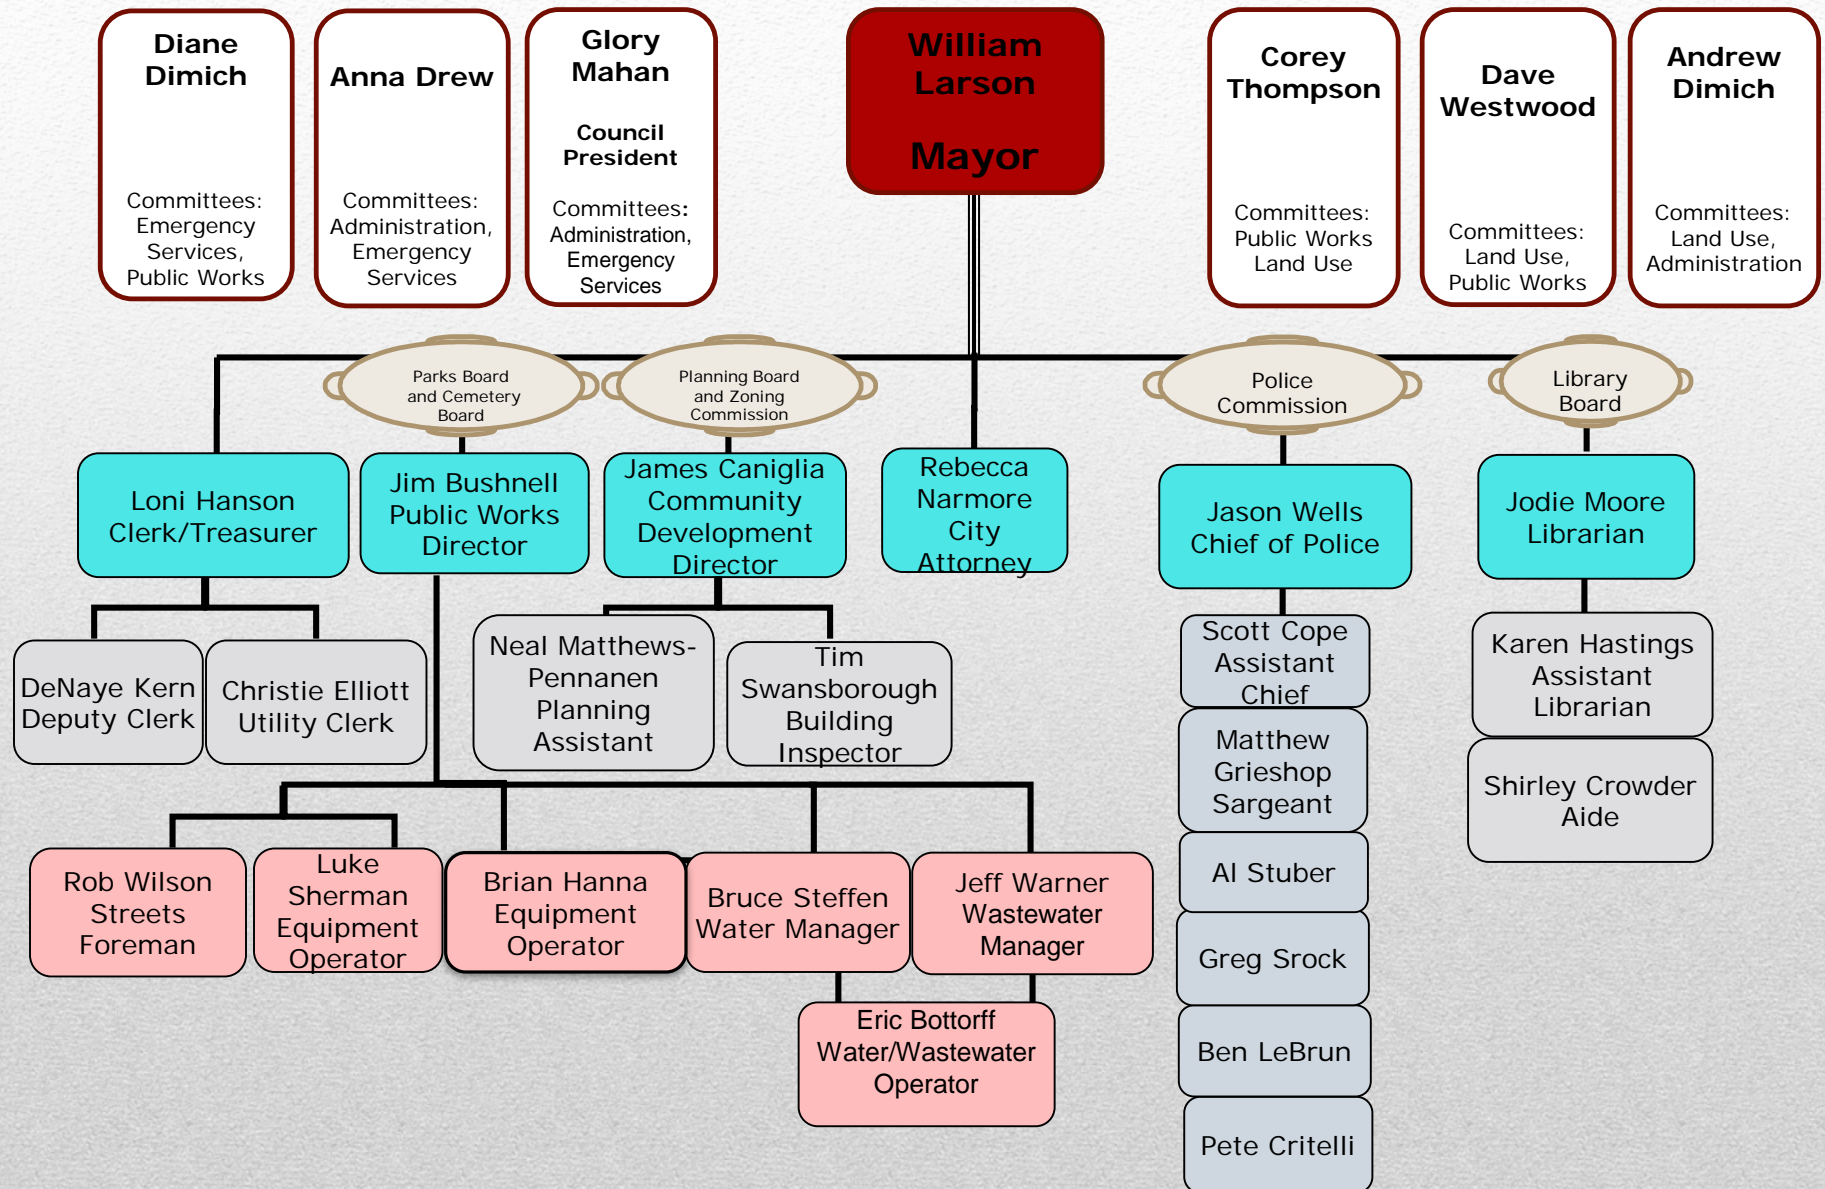 Diane
Dimich
Committees:
Emergency
Services,
Public Works
Anna Drew
Committees:
Administration,
Emergency
Services
Glory
Mahan
Council
President
Committees:
Administration,
Emergency
Services
William
Larson
Mayor
Corey
Thompson
Committees:
Public Works
Land Use
Dave
Westwood
Committees:
Land Use,
Public Works
Andrew
Dimich
Committees:
Land Use,
Administration
Parks Board
and Cemetery
Board
Planning Board
and Zoning
Commission
Police
Commission
Library
Board
Loni Hanson
Clerk/Treasurer
Jim Bushnell
Public Works
Director
James Caniglia
Community
Development
Director
Rebecca
Narmore
City
Attorney
Jason Wells
Chief of Police
Jodie Moore
Librarian
DeNaye Kern
Deputy Clerk
Christie Elliott
Utility Clerk
Neal Matthews-
Pennanen
Planning
Assistant
Tim
Swansborough
Building
Inspector
Scott Cope
Assistant
Chief
Matthew
Grieshop
Sargeant
Al Stuber
Greg Srock
Ben LeBrun
Pete Critelli
Karen Hastings
Assistant
Librarian
Shirley Crowder
Aide
Rob Wilson
Streets
Foreman
Luke
Sherman
Equipment
Operator
Brian Hanna
Equipment
Operator
Bruce Steffen
Water Manager
Jeff Warner
Wastewater
Manager
Eric Bottorff
Water/Wastewater
Operator